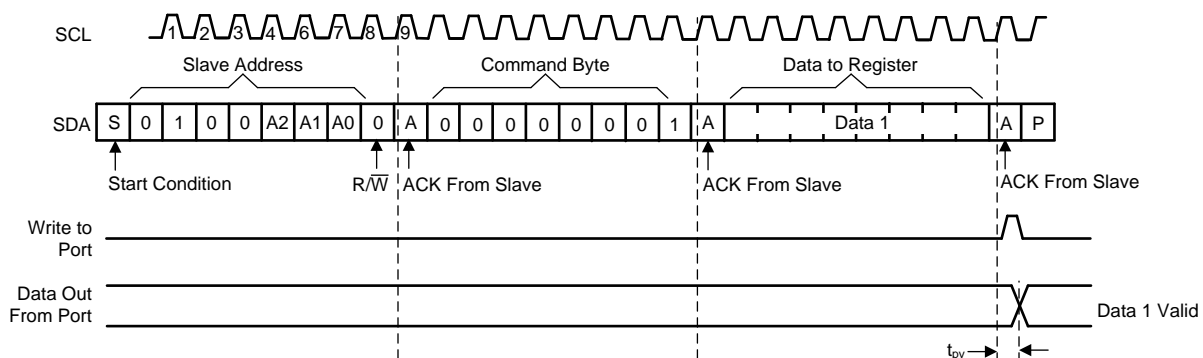 SCL 1 2 3 4 6 7 8 9
Slave Address Command Byte Data to Register
SDA S 0 1 0 0 A2 A1 A0 0 A 0 0 0 0 0 0 0 1 A Data 1 A P
Start Condition R/W̅ ACK From Slave ACK From Slave ACK From Slave
Write to
Port
Data Out
From Port
Data 1 Valid
tpv